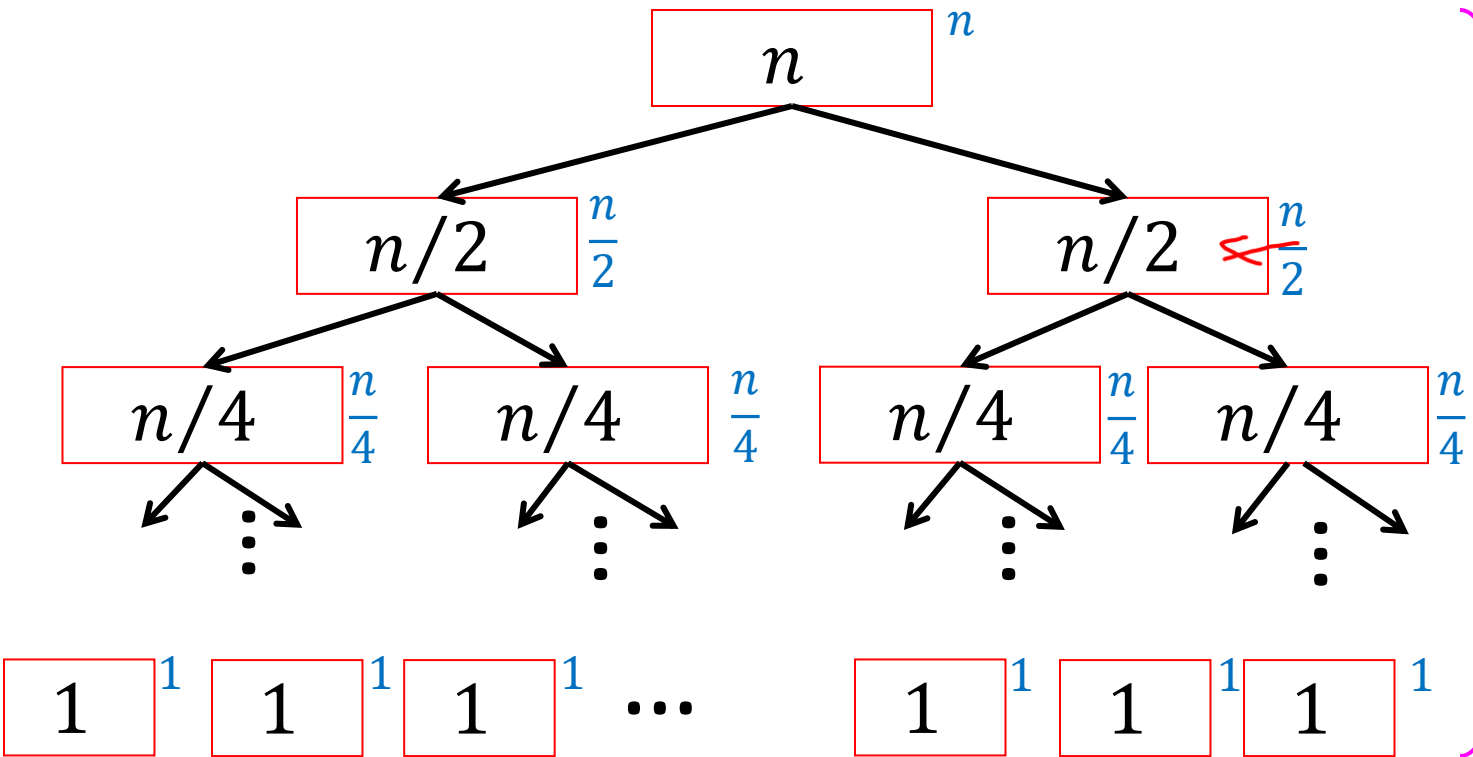 n n
n/2 n/2 n/2 n/2
n/4 n/4 n/4 n/4 n/4 n/4 n/4 n/4
⋮ ⋮ ⋮ ⋮
1 1 1 1 1 1 … 1 1 1 1 1 1